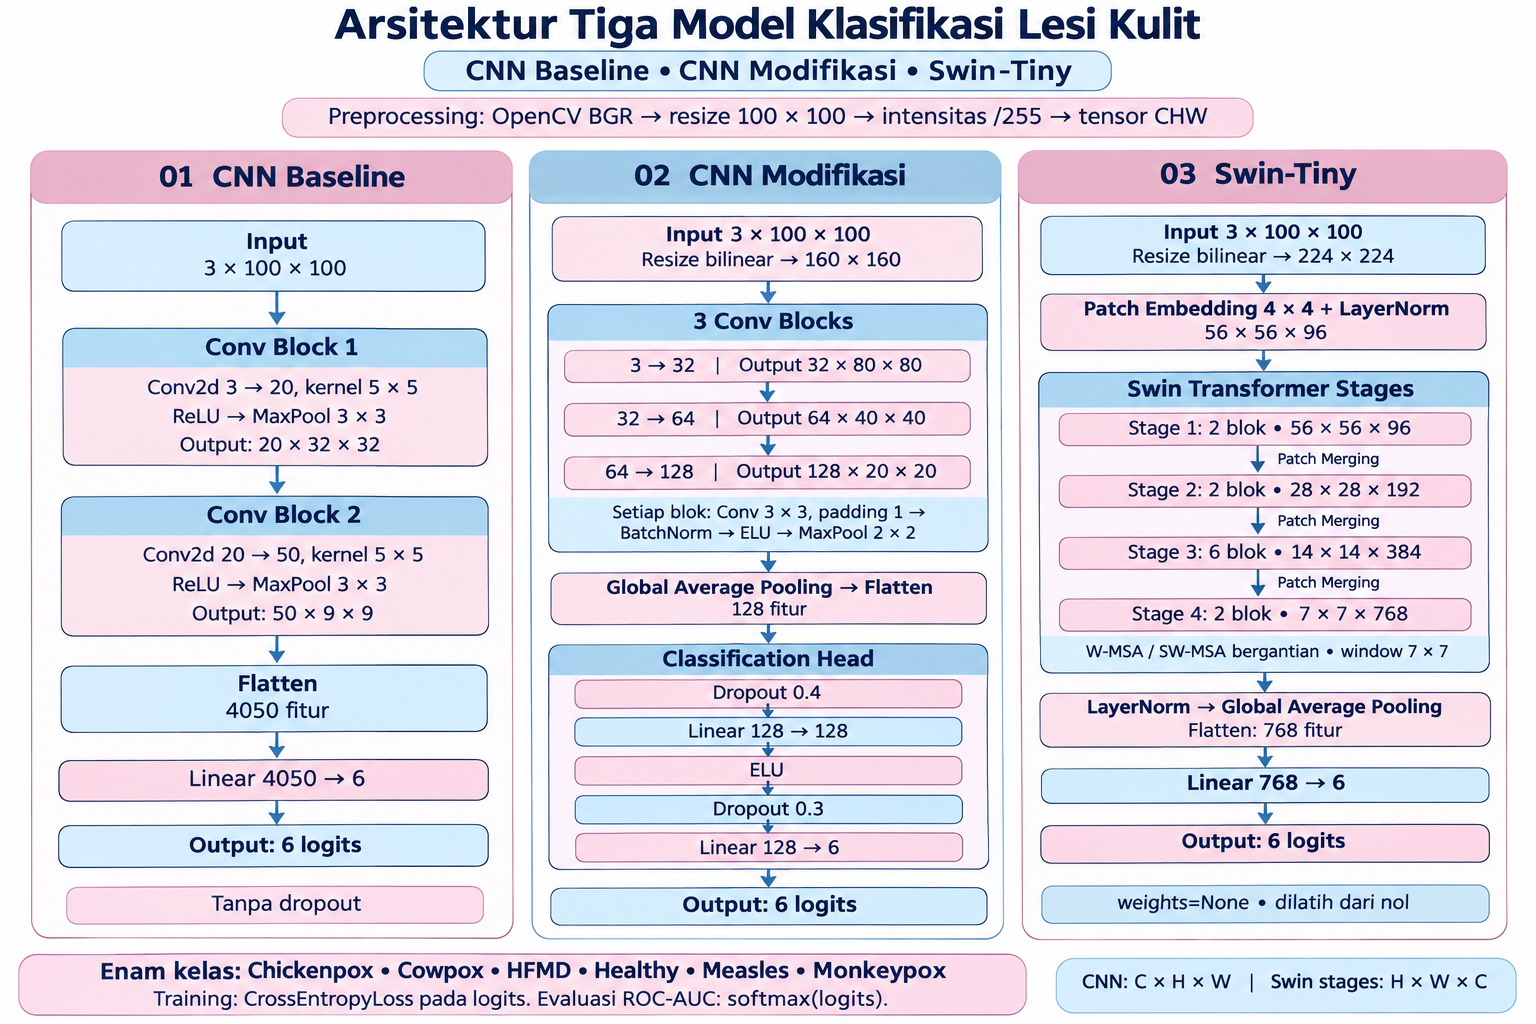 Arsitektur Tiga Model Klasifikasi Lesi Kulit
CNN Baseline • CNN Modifikasi • Swin-Tiny
Preprocessing: OpenCV BGR → resize 100 × 100 → intensitas /255 → tensor CHW
01 CNN Baseline
Input
3 × 100 × 100
Conv Block 1
Conv2d 3 → 20, kernel 5 × 5
ReLU → MaxPool 3 × 3
Output: 20 × 32 × 32
Conv Block 2
Conv2d 20 → 50, kernel 5 × 5
ReLU → MaxPool 3 × 3
Output: 50 × 9 × 9
Flatten
4050 fitur
Linear 4050 → 6
Output: 6 logits
Tanpa dropout
02 CNN Modifikasi
Input 3 × 100 × 100
Resize bilinear → 160 × 160
3 Conv Blocks
3 → 32 | Output 32 × 80 × 80
32 → 64 | Output 64 × 40 × 40
64 → 128 | Output 128 × 20 × 20
Setiap blok: Conv 3 × 3, padding 1 →
BatchNorm → ELU → MaxPool 2 × 2
Global Average Pooling → Flatten
128 fitur
Classification Head
Dropout 0.4
Linear 128 → 128
ELU
Dropout 0.3
Linear 128 → 6
Output: 6 logits
03 Swin-Tiny
Input 3 × 100 × 100
Resize bilinear → 224 × 224
Patch Embedding 4 × 4 + LayerNorm
56 × 56 × 96
Swin Transformer Stages
Stage 1: 2 blok • 56 × 56 × 96
Patch Merging
Stage 2: 2 blok • 28 × 28 × 192
Patch Merging
Stage 3: 6 blok • 14 × 14 × 384
Patch Merging
Stage 4: 2 blok • 7 × 7 × 768
W-MSA / SW-MSA bergantian • window 7 × 7
LayerNorm → Global Average Pooling
Flatten: 768 fitur
Linear 768 → 6
Output: 6 logits
weights=None • dilatih dari nol
Enam kelas: Chickenpox • Cowpox • HFMD • Healthy • Measles • Monkeypox
Training: CrossEntropyLoss pada logits. Evaluasi ROC-AUC: softmax(logits).
CNN: C × H × W | Swin stages: H × W × C